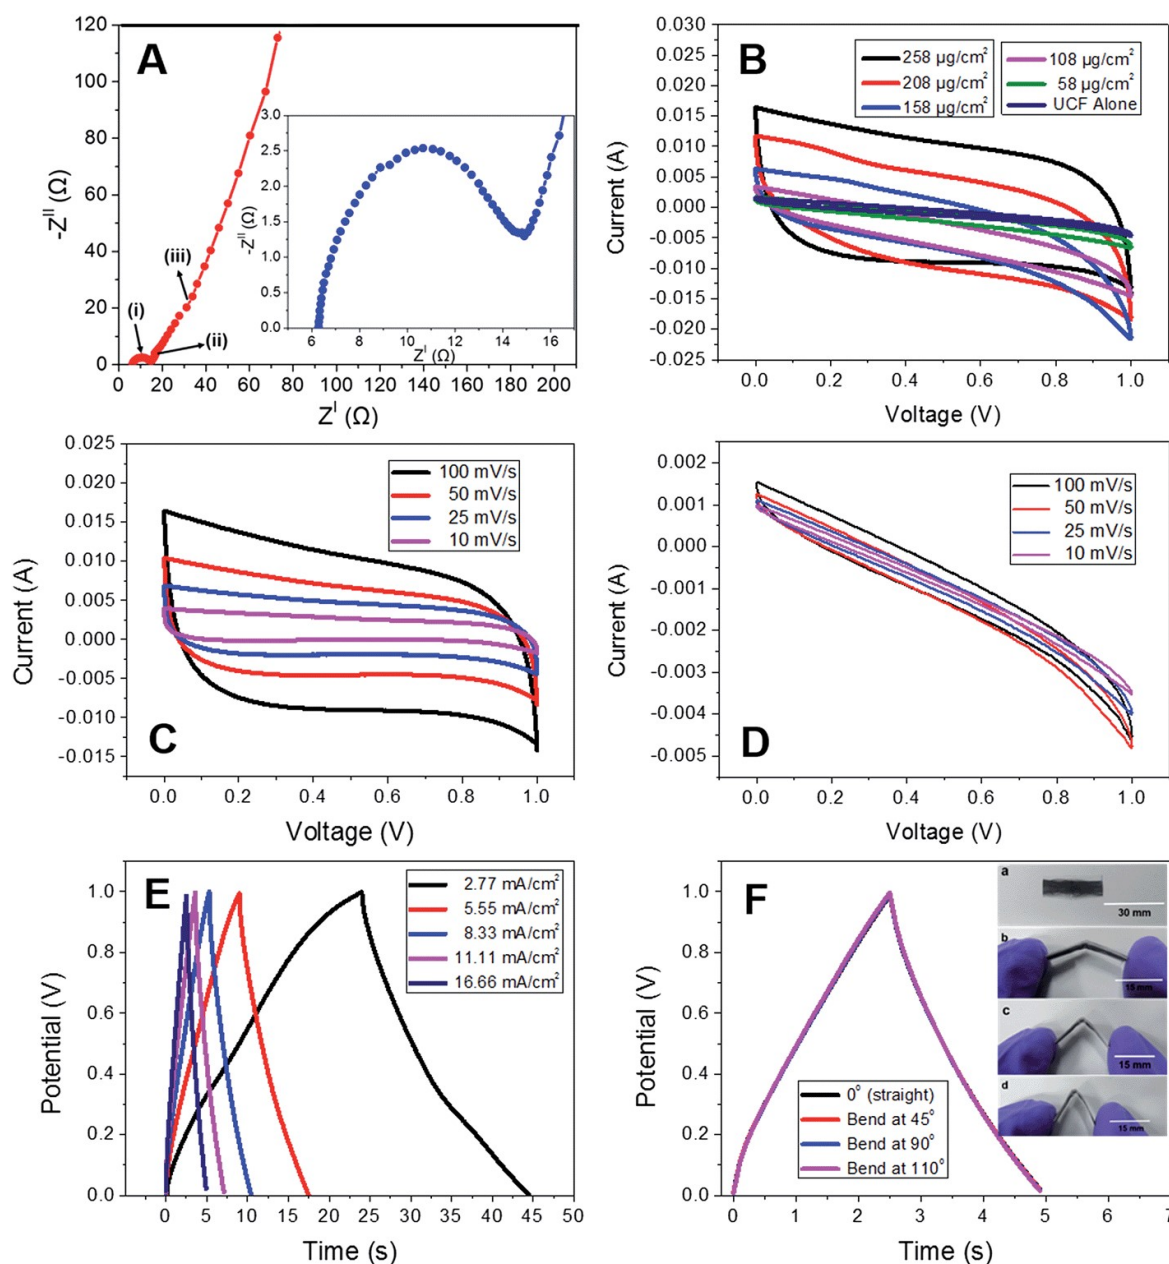 A
120
100
80
60
40
20
0
-Z^II (Ω)
0 20 40 60 80 100 120 140 160 180 200
Z^I (Ω)
(i)
(ii)
(iii)
3.0
2.5
2.0
1.5
1.0
0.5
0.0
-Z^II (Ω)
6 8 10 12 14 16
Z^I (Ω)
B
258 µg/cm²
208 µg/cm²
158 µg/cm²
108 µg/cm²
58 µg/cm²
UCF Alone
0.030
0.025
0.020
0.015
0.010
0.005
0.000
-0.005
-0.010
-0.015
-0.020
-0.025
Current (A)
0.0 0.2 0.4 0.6 0.8 1.0
Voltage (V)
0.025
0.020
0.015
0.010
0.005
0.000
-0.005
-0.010
-0.015
Current (A)
100 mV/s
50 mV/s
25 mV/s
10 mV/s
C
0.0 0.2 0.4 0.6 0.8 1.0
Voltage (V)
0.002
0.001
0.000
-0.001
-0.002
-0.003
-0.004
-0.005
Current (A)
100 mV/s
50 mV/s
25 mV/s
10 mV/s
D
0.0 0.2 0.4 0.6 0.8 1.0
Voltage (V)
E
1.0
0.8
0.6
0.4
0.2
0.0
Potential (V)
2.77 mA/cm²
5.55 mA/cm²
8.33 mA/cm²
11.11 mA/cm²
16.66 mA/cm²
-5 0 5 10 15 20 25 30 35 40 45 50
Time (s)
F
1.0
0.8
0.6
0.4
0.2
0.0
Potential (V)
0° (straight)
Bend at 45°
Bend at 90°
Bend at 110°
a
30 mm
b
15 mm
c
15 mm
d
15 mm
0 1 2 3 4 5 6 7
Time (s)